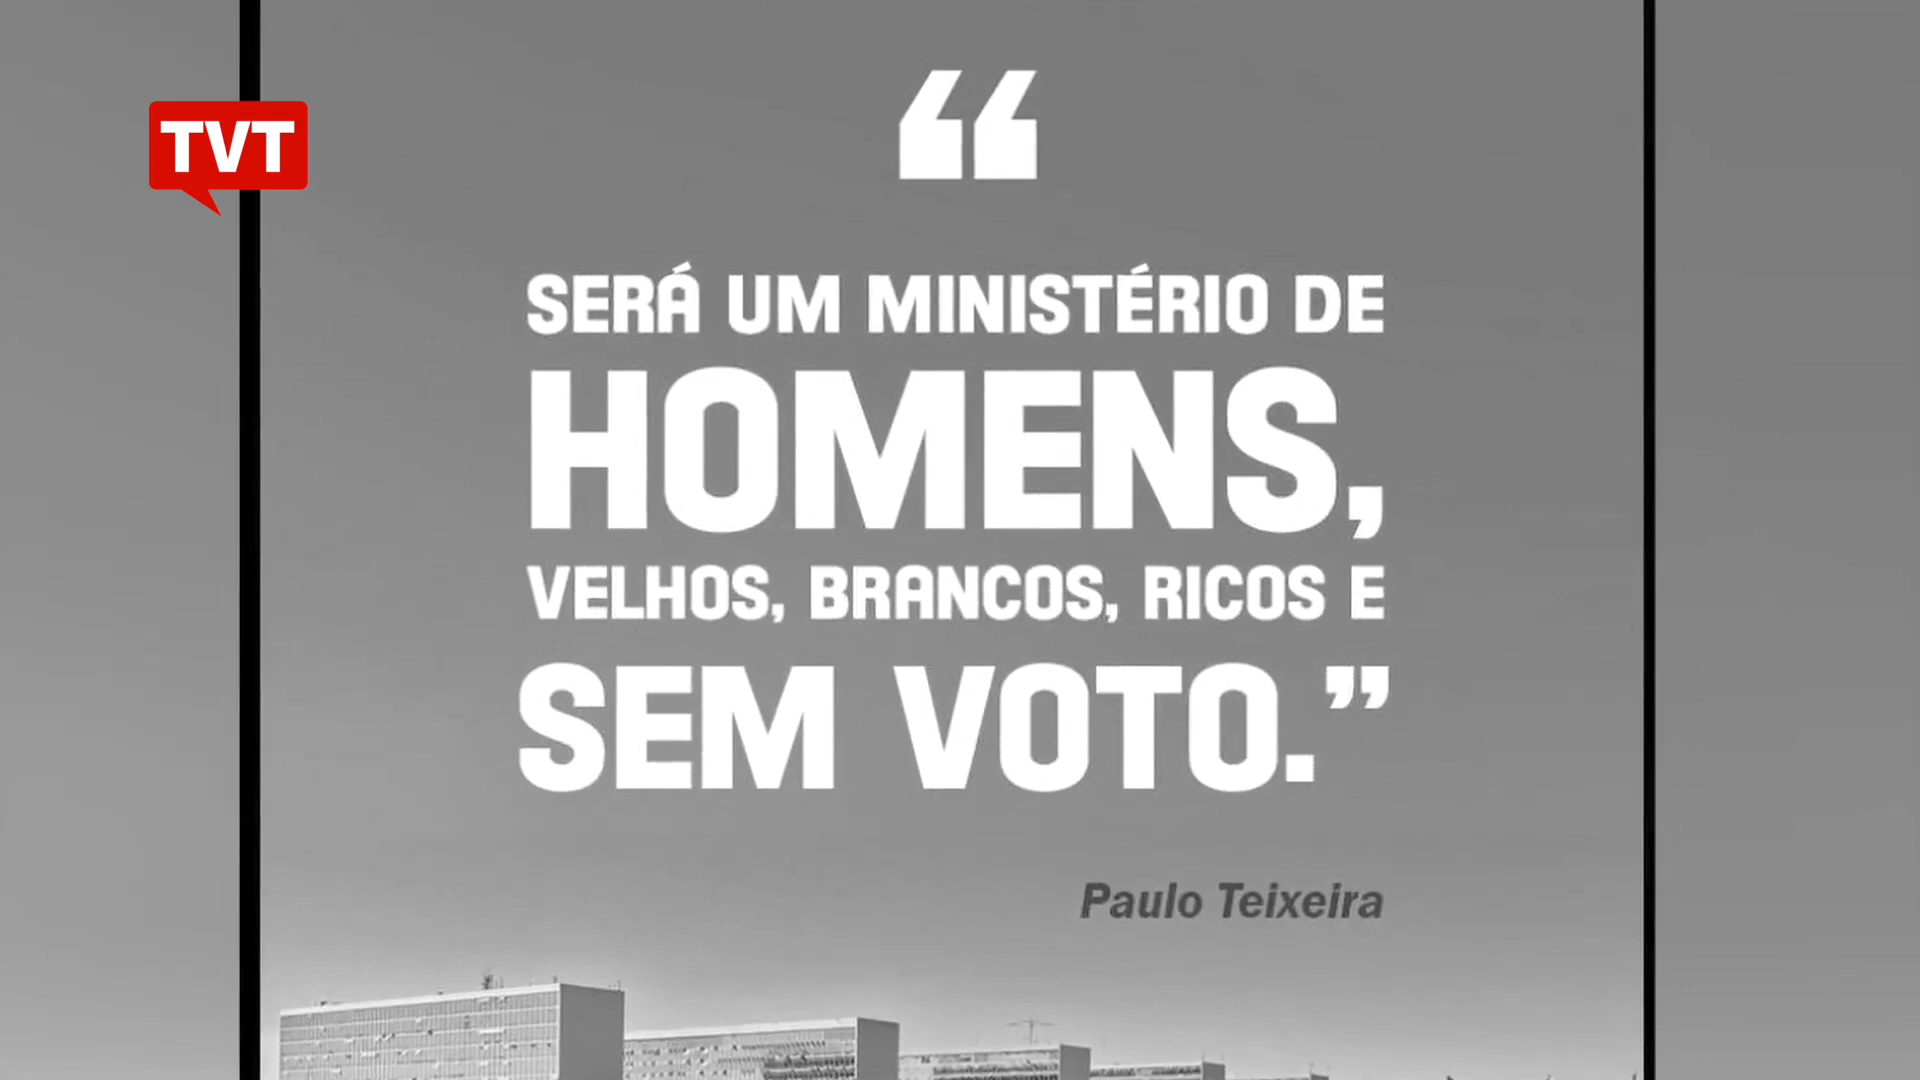 TVT
“
SERÁ UM MINISTÉRIO DE
HOMENS,
VELHOS, BRANCOS, RICOS E
SEM VOTO.”
Paulo Teixeira